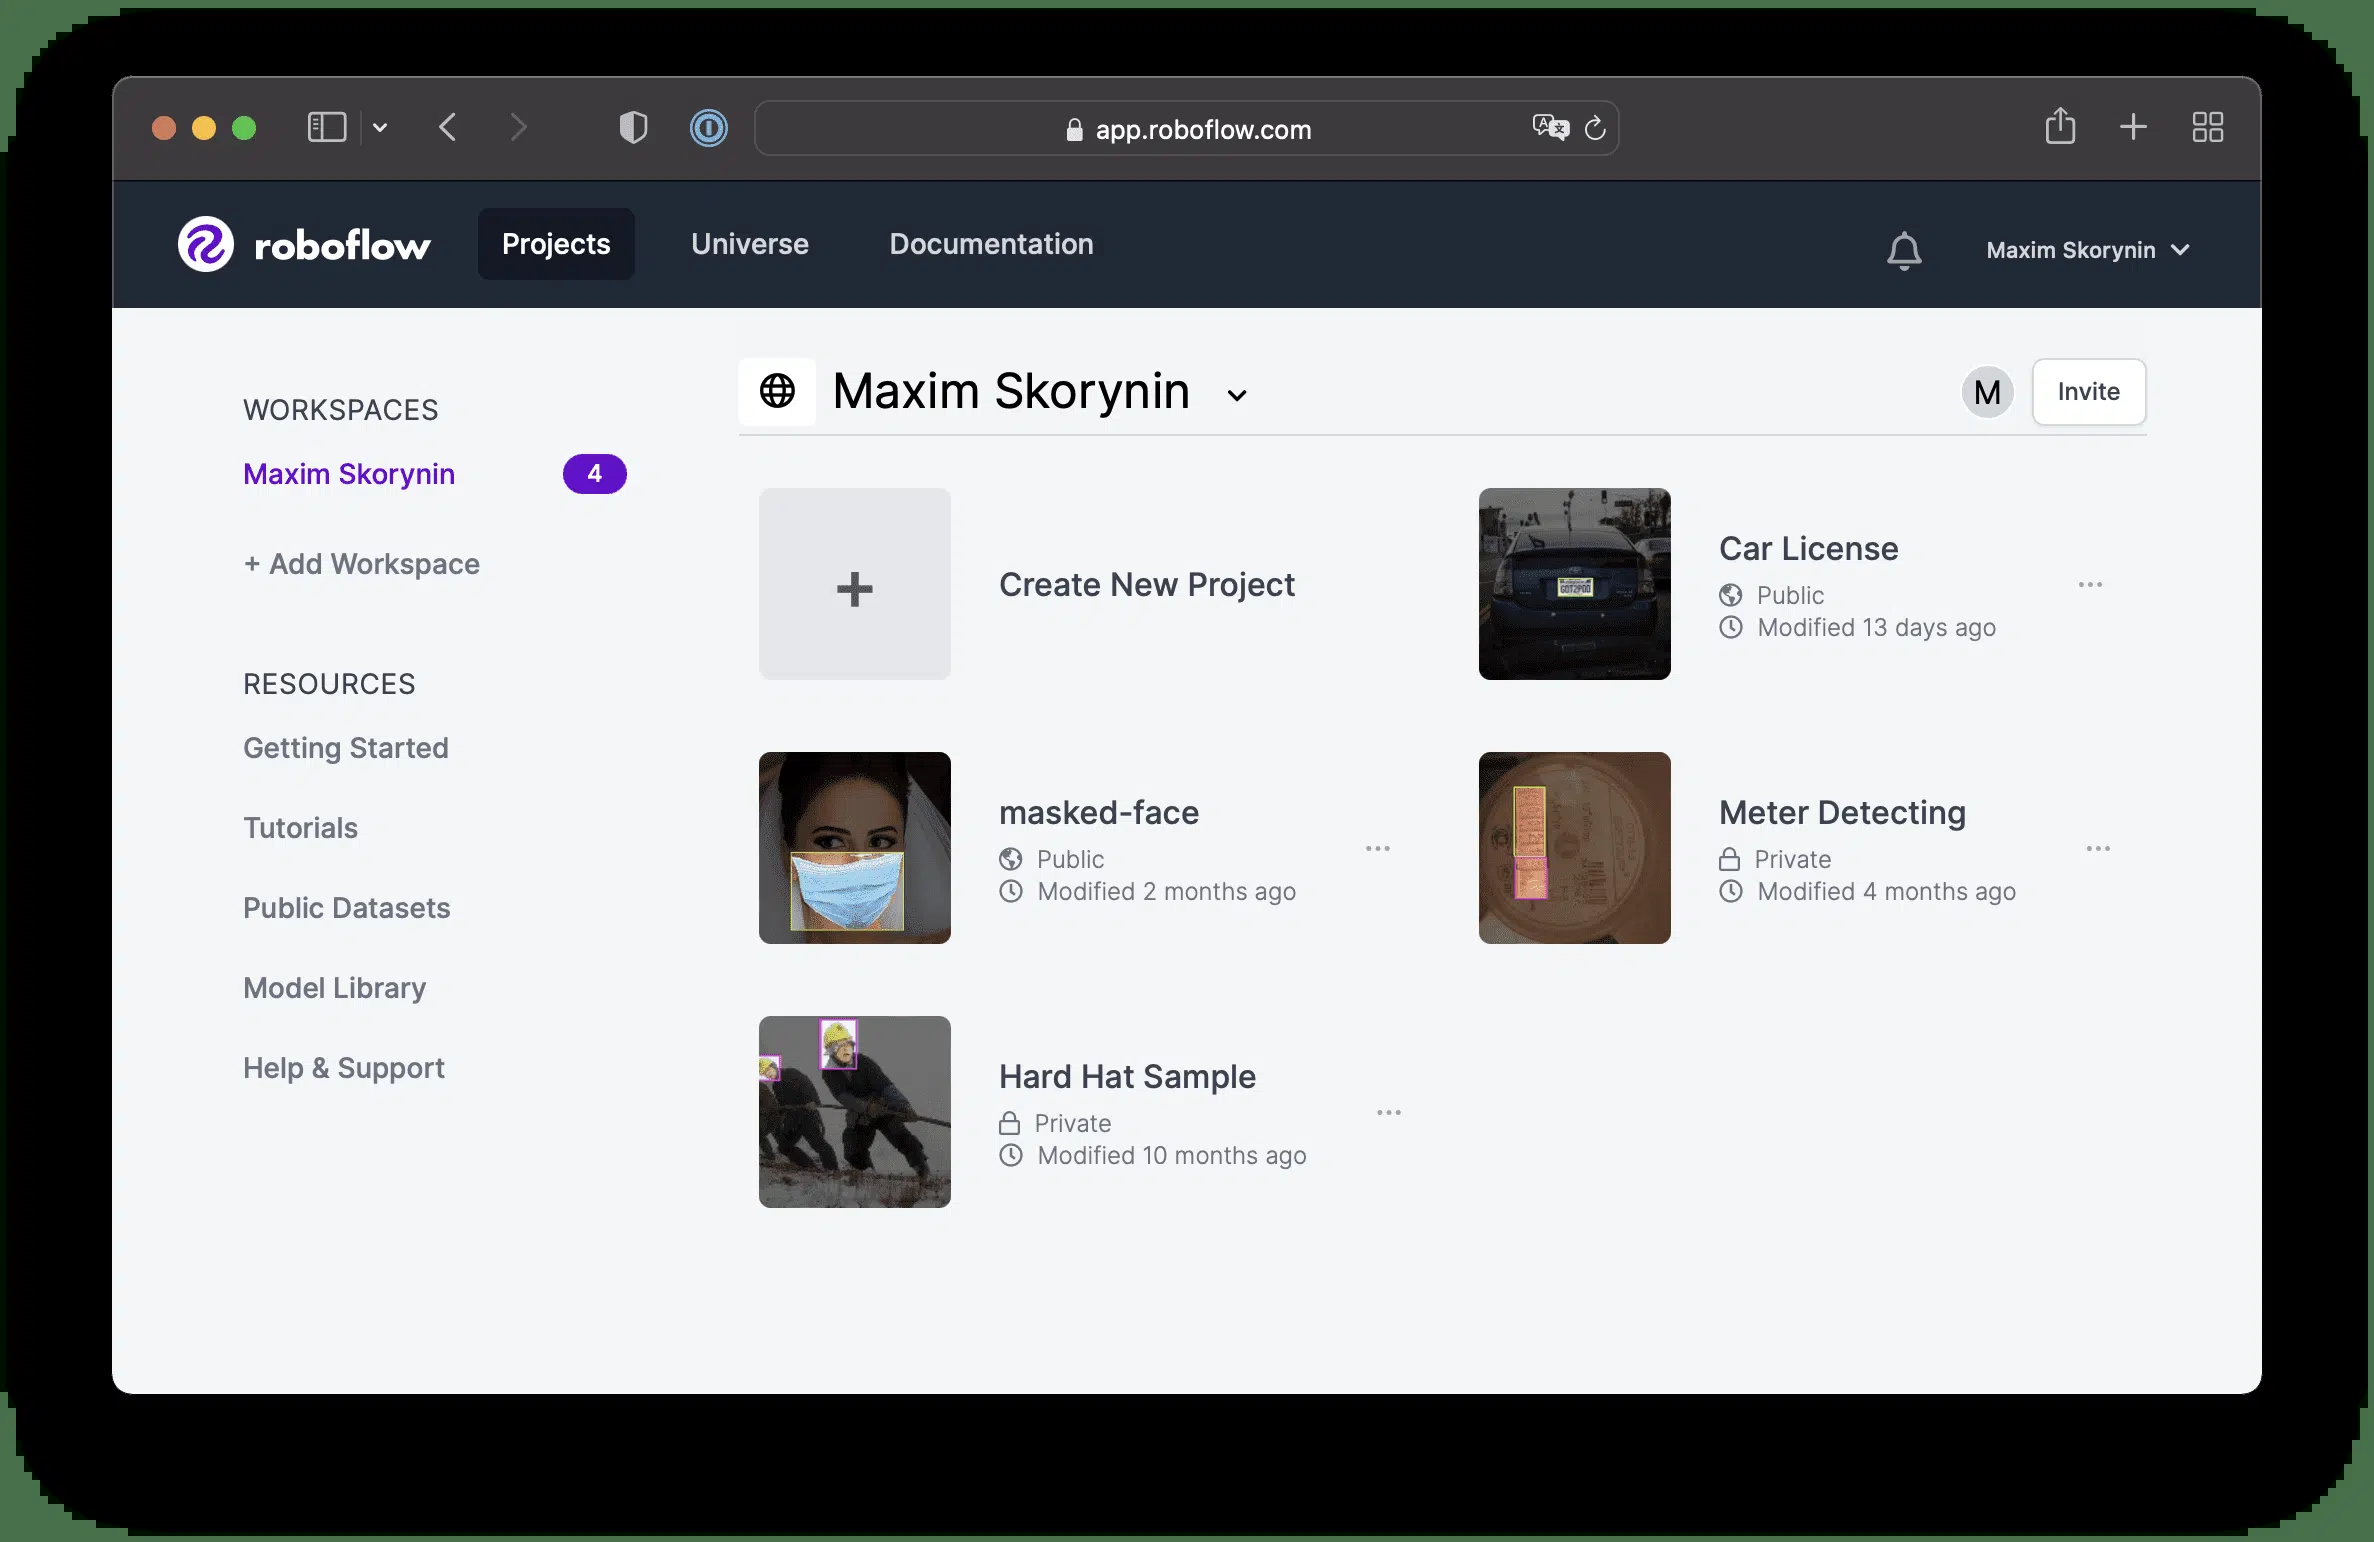 app.roboflow.com
roboflow
Projects
Universe
Documentation
Maxim Skorynin
WORKSPACES
Maxim Skorynin
4
+ Add Workspace
RESOURCES
Getting Started
Tutorials
Public Datasets
Model Library
Help & Support
Maxim Skorynin
M
Invite
Create New Project
Car License
Public
Modified 13 days ago
masked-face
Public
Modified 2 months ago
Meter Detecting
Private
Modified 4 months ago
Hard Hat Sample
Private
Modified 10 months ago